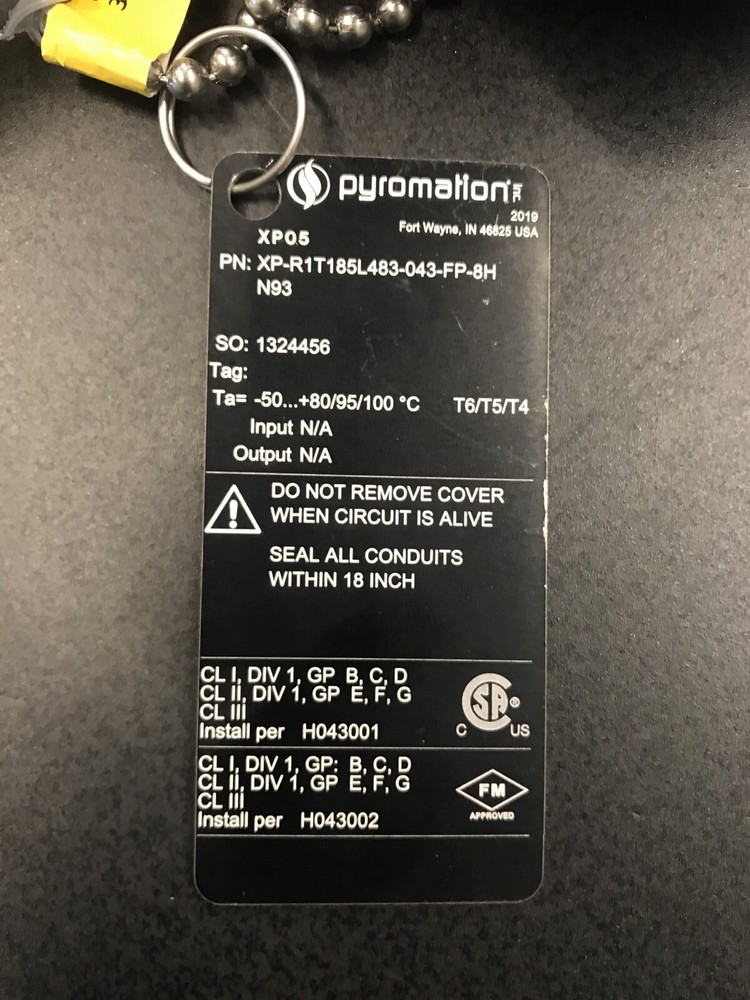 3
pyromation Inc.
2019
Fort Wayne, IN 46825 USA
XP05
PN: XP-R1T185L483-043-FP-8H
N93
SO: 1324456
Tag:
Ta= -50...+80/95/100 °C T6/T5/T4
Input N/A
Output N/A
! DO NOT REMOVE COVER
WHEN CIRCUIT IS ALIVE
SEAL ALL CONDUITS
WITHIN 18 INCH
CL I, DIV 1, GP B, C, D
CL II, DIV 1, GP E, F, G
CL III
Install per H043001
C SA ® US
CL I, DIV 1, GP: B, C, D
CL II, DIV 1, GP E, F, G
CL III
Install per H043002
FM
APPROVED